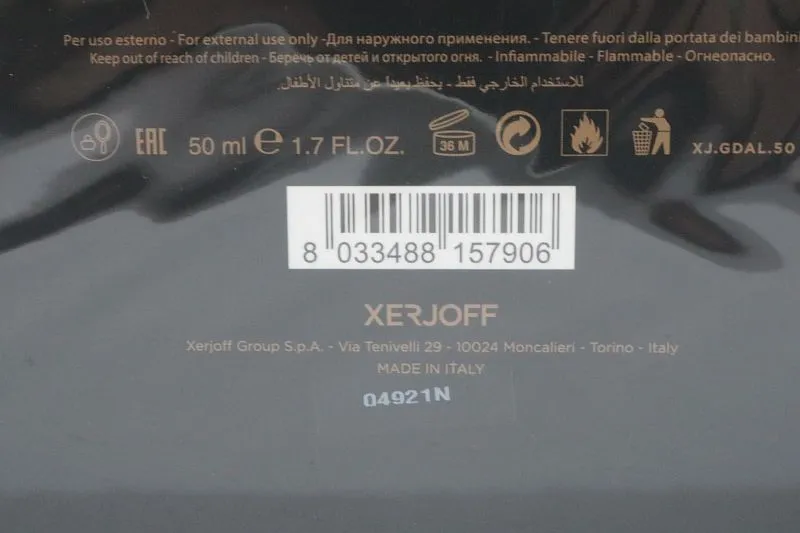 Per uso esterno - For external use only -Для наружного применения. - Tenere fuori dalla portata dei bambini
Keep out of reach of children - Беречь от детей и открытого огня. - Infiammabile - Flammable - Огнеопасно.
للاستخدام الخارجي فقط - يحفظ بعيداً عن متناول الأطفال.
EAC 50 ml ℮ 1.7 FL.OZ. 36 M XJ.GDAL.50
8 033488 157906
XERJOFF
Xerjoff Group S.p.A. - Via Tenivelli 29 - 10024 Moncalieri - Torino - Italy
MADE IN ITALY
04921N